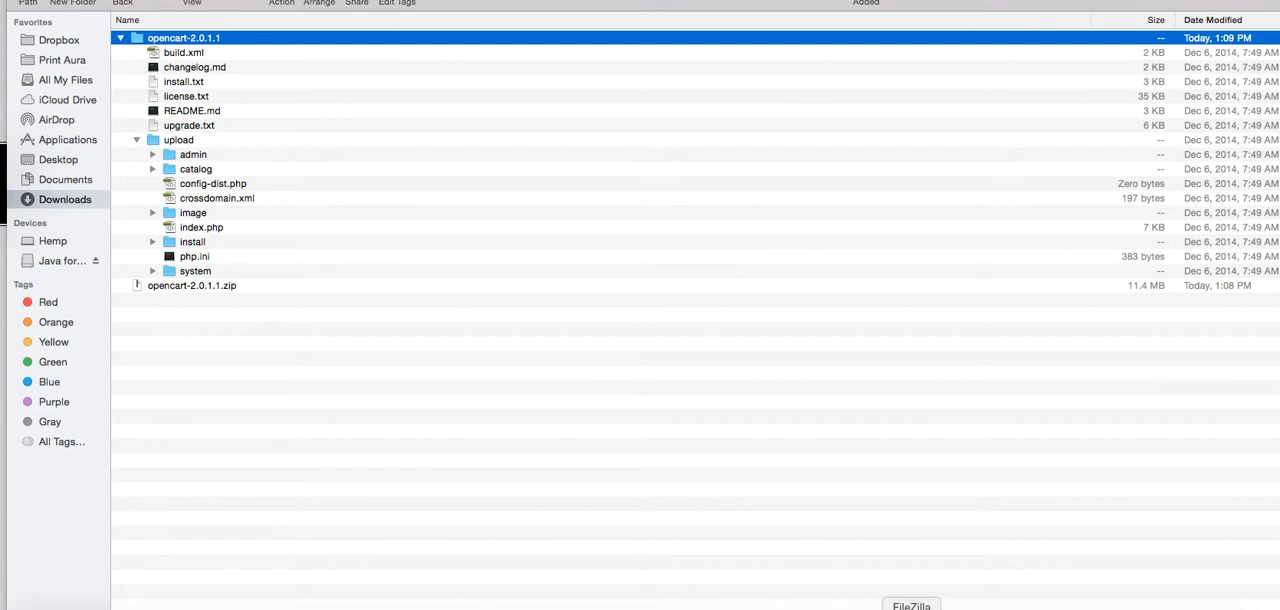 Path New Folder Back View Action Arrange Share Edit Tags Added
Favorites
Dropbox
Print Aura
All My Files
iCloud Drive
AirDrop
Applications
Desktop
Documents
Downloads
Devices
Hemp
Java for...
Tags
Red
Orange
Yellow
Green
Blue
Purple
Gray
All Tags...
Name Size Date Modified
opencart-2.0.1.1 -- Today, 1:09 PM
build.xml 2 KB Dec 6, 2014, 7:49 AM
changelog.md 2 KB Dec 6, 2014, 7:49 AM
install.txt 3 KB Dec 6, 2014, 7:49 AM
license.txt 35 KB Dec 6, 2014, 7:49 AM
README.md 3 KB Dec 6, 2014, 7:49 AM
upgrade.txt 6 KB Dec 6, 2014, 7:49 AM
upload -- Dec 6, 2014, 7:49 AM
admin -- Dec 6, 2014, 7:49 AM
catalog -- Dec 6, 2014, 7:49 AM
config-dist.php Zero bytes Dec 6, 2014, 7:49 AM
crossdomain.xml 197 bytes Dec 6, 2014, 7:49 AM
image -- Dec 6, 2014, 7:49 AM
index.php 7 KB Dec 6, 2014, 7:49 AM
install -- Dec 6, 2014, 7:49 AM
php.ini 383 bytes Dec 6, 2014, 7:49 AM
system -- Dec 6, 2014, 7:49 AM
opencart-2.0.1.1.zip 11.4 MB Today, 1:08 PM
FileZilla